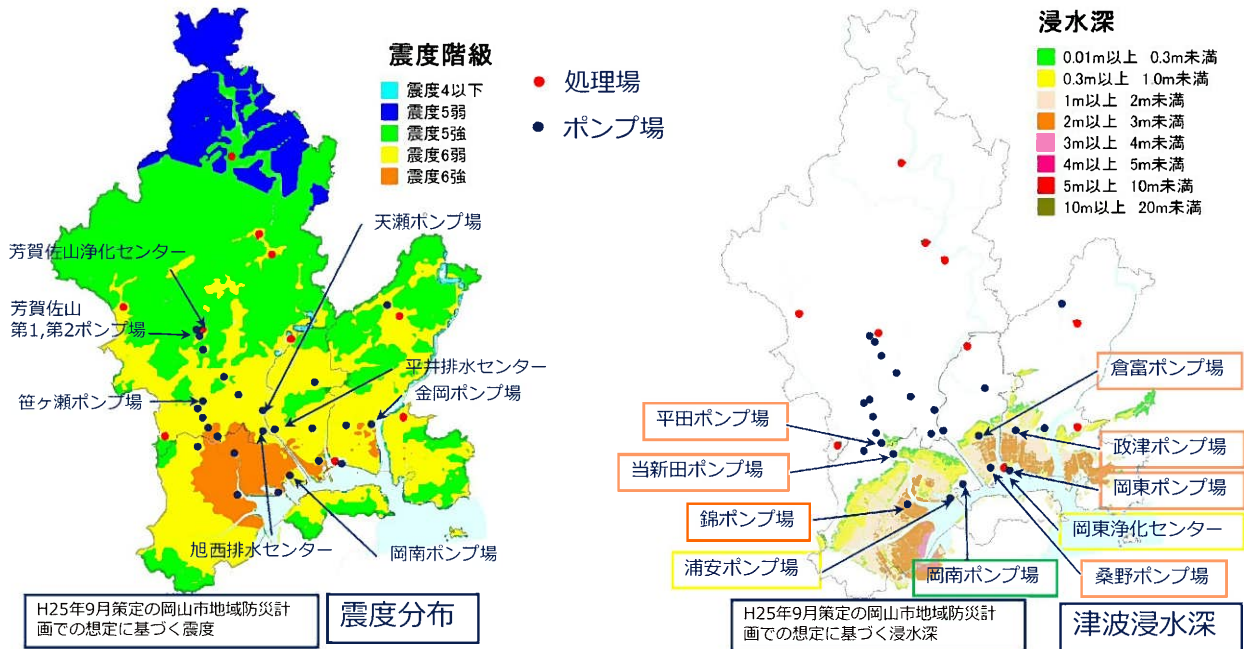 震度階級
震度4以下
震度5弱
震度5強
震度6弱
震度6強
処理場
ポンプ場
天瀬ポンプ場
芳賀佐山浄化センター
芳賀佐山
第1,第2ポンプ場
平井排水センター
金岡ポンプ場
笹ヶ瀬ポンプ場
旭西排水センター
岡南ポンプ場
H25年9月策定の岡山市地域防災計
画での想定に基づく震度
震度分布
浸水深
0.01m以上 0.3m未満
0.3m以上 1.0m未満
1m以上 2m未満
2m以上 3m未満
3m以上 4m未満
4m以上 5m未満
5m以上 10m未満
10m以上 20m未満
倉富ポンプ場
平田ポンプ場
政津ポンプ場
当新田ポンプ場
岡東ポンプ場
錦ポンプ場
岡東浄化センター
浦安ポンプ場
岡南ポンプ場
桑野ポンプ場
H25年9月策定の岡山市地域防災計
画での想定に基づく浸水深
津波浸水深